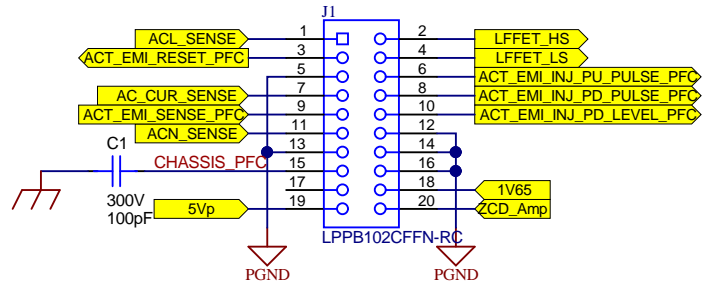 J1
ACL_SENSE 1 2 LFFET_HS
ACT_EMI_RESET_PFC 3 4 LFFET_LS
5 6 ACT_EMI_INJ_PU_PULSE_PFC
AC_CUR_SENSE 7 8 ACT_EMI_INJ_PD_PULSE_PFC
ACT_EMI_SENSE_PFC 9 10 ACT_EMI_INJ_PD_LEVEL_PFC
ACN_SENSE 11 12
C1 13 14
CHASSIS_PFC 15 16
300V 17 18 1V65
100pF 5Vp 19 20 ZCD_Amp
LPPB102CFFN-RC
PGND PGND